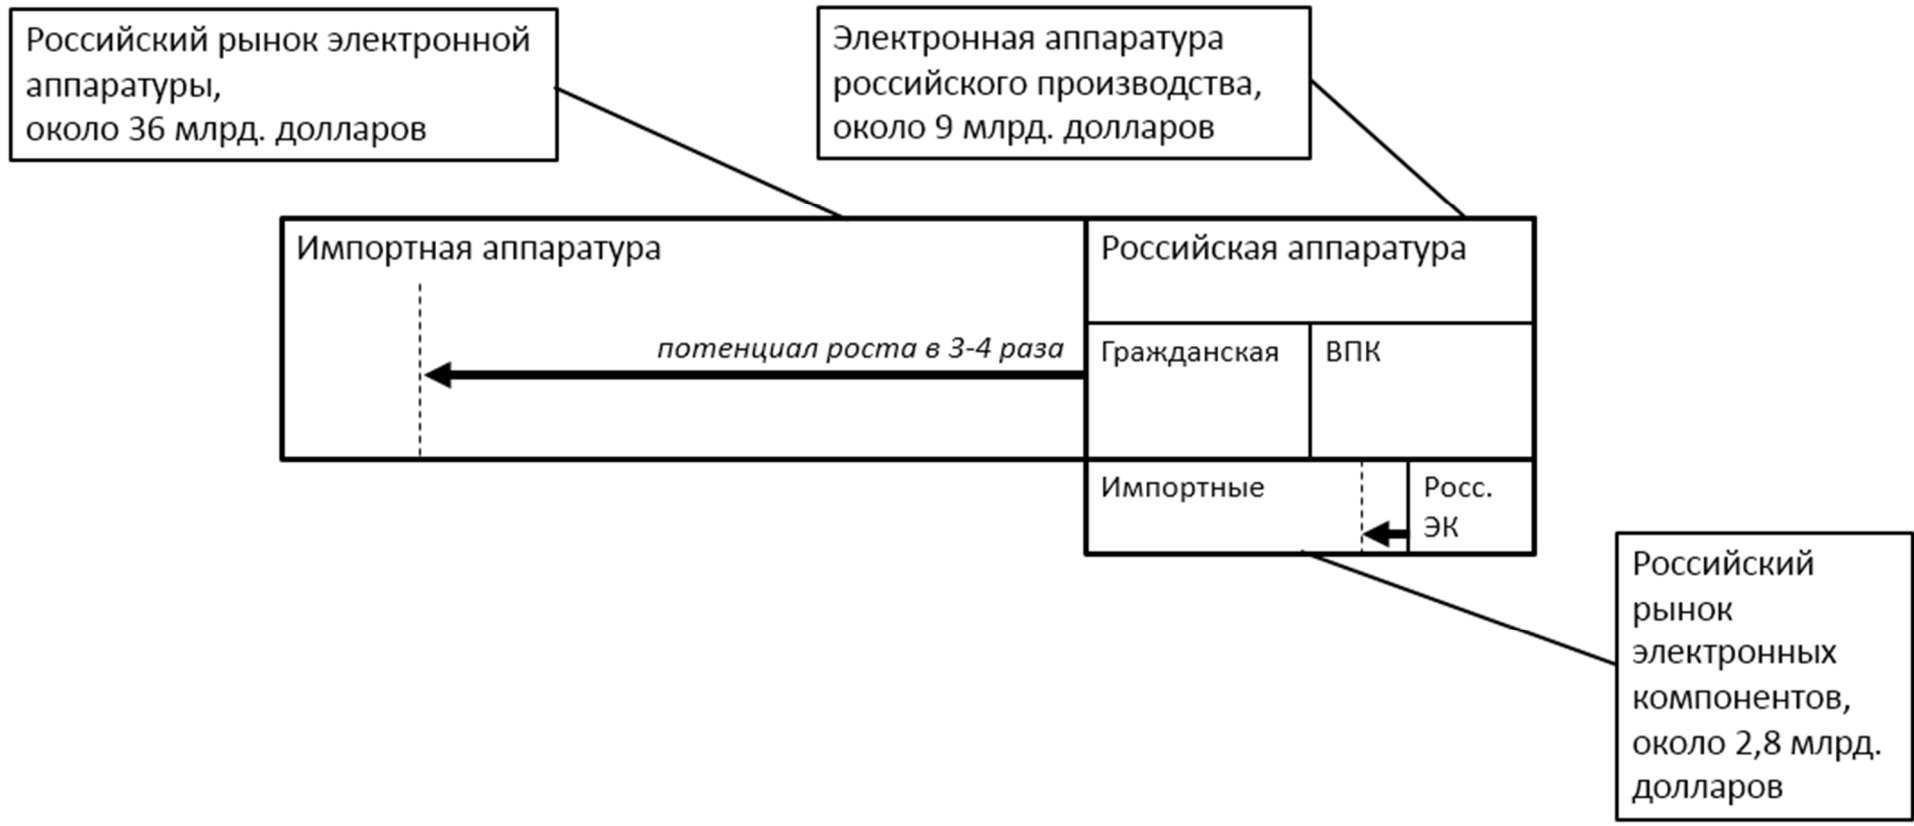 Российский рынок электронной
аппаратуры,
около 36 млрд. долларов
Электронная аппаратура
российского производства,
около 9 млрд. долларов
Импортная аппаратура
Российская аппаратура
потенциал роста в 3-4 раза
Гражданская
ВПК
Импортные
Росс.
ЭК
Российский
рынок
электронных
компонентов,
около 2,8 млрд.
долларов